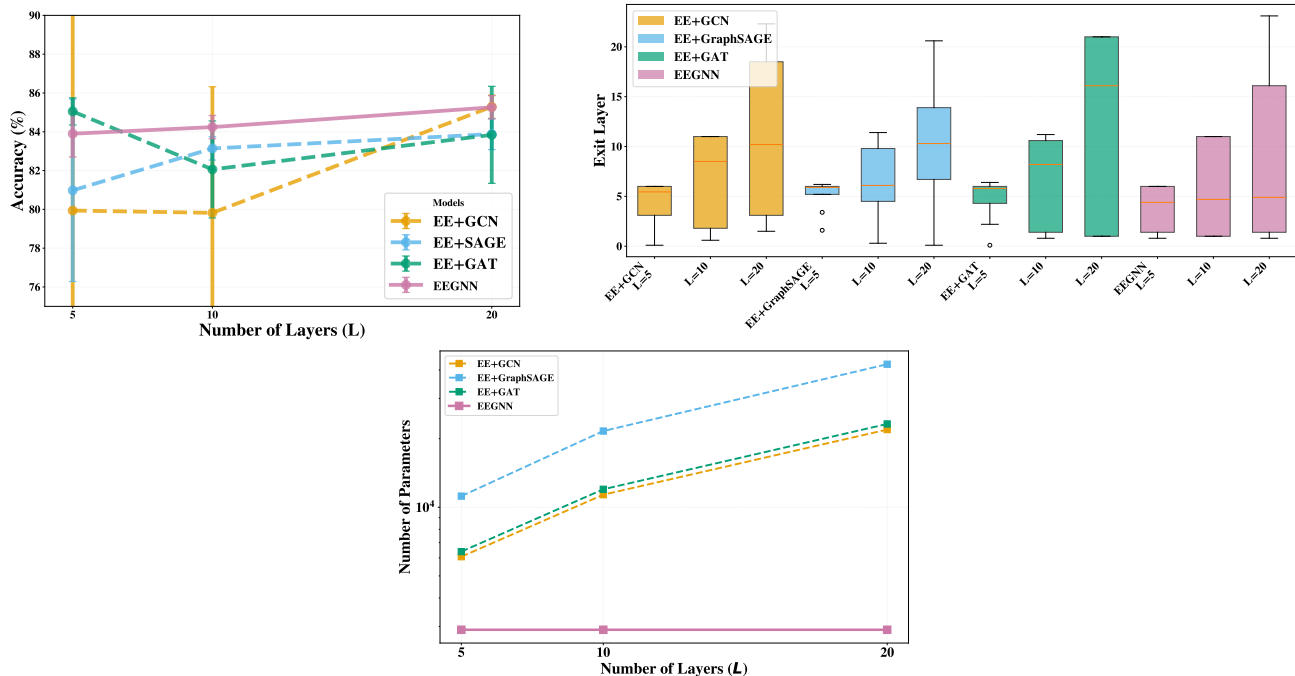 90
88
86
84
82
80
78
76
Accuracy (%)
Models
EE+GCN
EE+SAGE
EE+GAT
EEGNN
5
10
20
Number of Layers (L)
EE+GCN
EE+GraphSAGE
EE+GAT
EEGNN
20
15
10
5
0
Exit Layer
EE+GCN
L=5
L=10
L=20
EE+GraphSAGE
L=5
L=10
L=20
EE+GAT
L=5
L=10
L=20
EEGNN
L=5
L=10
L=20
EE+GCN
EE+GraphSAGE
EE+GAT
EEGNN
10⁴
Number of Parameters
5
10
20
Number of Layers (L)